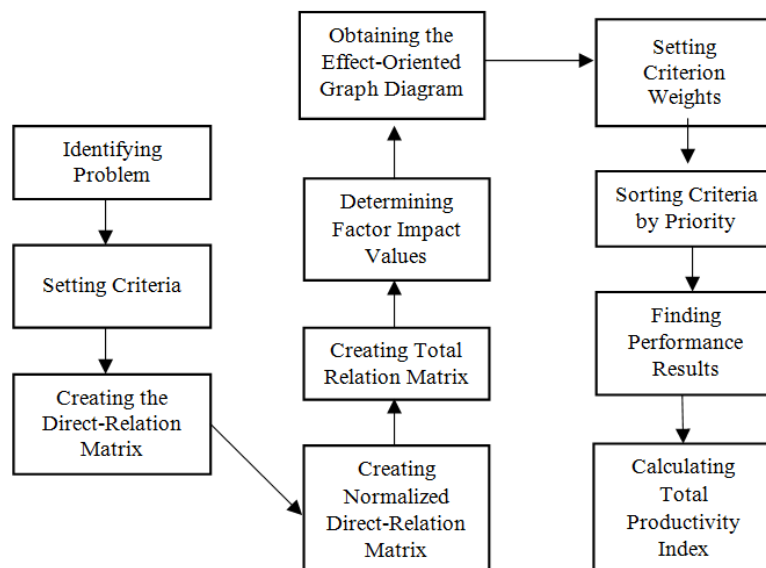 Identifying
Problem
Setting Criteria
Creating the
Direct-Relation
Matrix
Creating
Normalized
Direct-Relation
Matrix
Creating Total
Relation Matrix
Determining
Factor Impact
Values
Obtaining the
Effect-Oriented
Graph Diagram
Setting
Criterion
Weights
Sorting Criteria
by Priority
Finding
Performance
Results
Calculating
Total
Productivity
Index